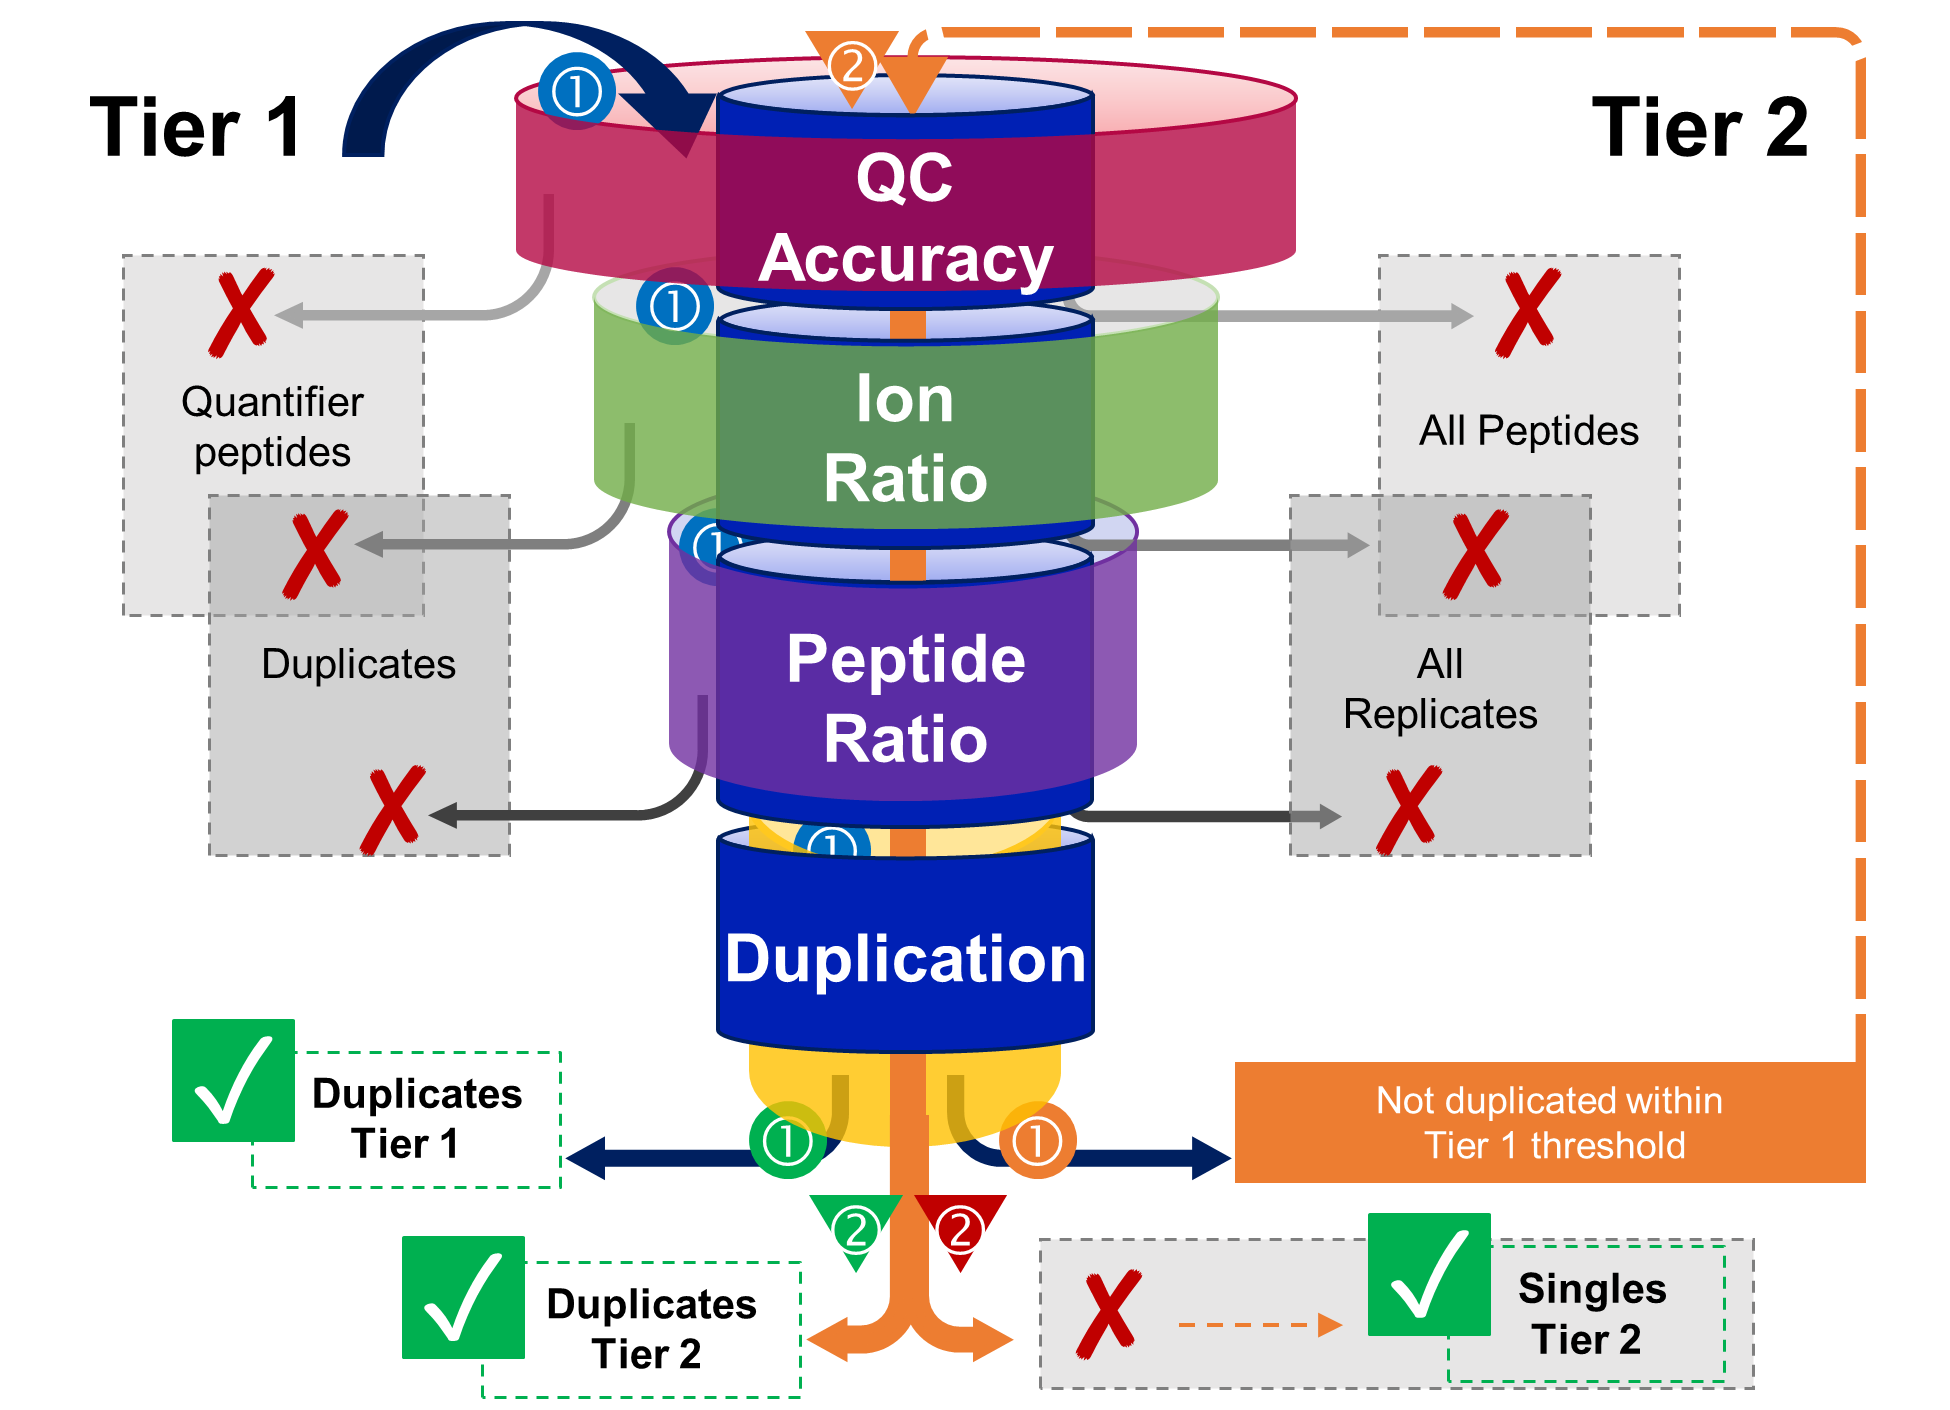 Tier 1
①
②
Tier 2
QC
Accuracy
①
Quantifier
peptides
Ion
Ratio
All Peptides
①
Duplicates
Peptide
Ratio
All
Replicates
①
Duplication
Duplicates
Tier 1
①
①
Not duplicated within
Tier 1 threshold
②
②
Duplicates
Tier 2
Singles
Tier 2